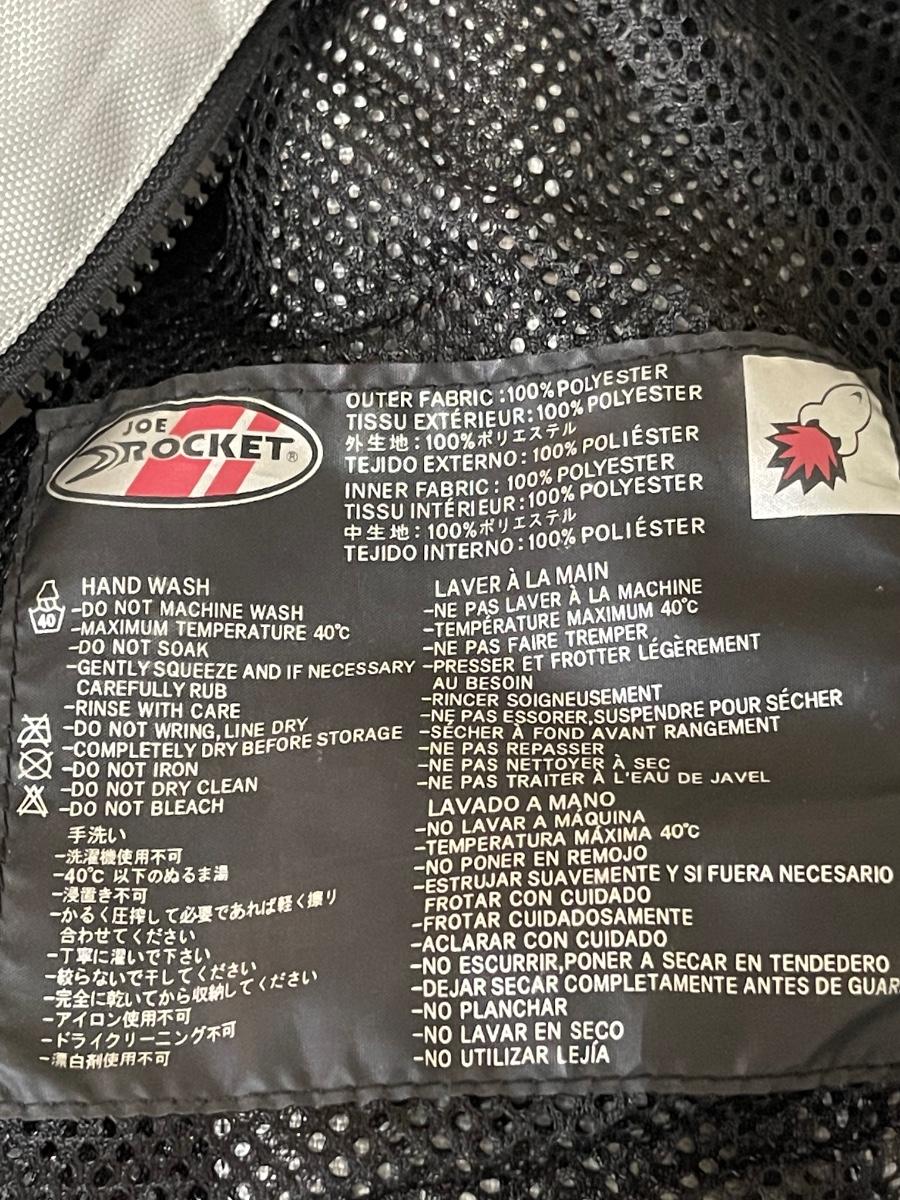 JOE
ROCKET®
OUTER FABRIC :100%POLYESTER
TISSU EXTÉRIEUR:100% POLYESTER
外生地:100%ポリエステル
TEJIDO EXTERNO:100% POLIÉSTER
INNER FABRIC : 100% POLYESTER
TISSU INTÉRIEUR:100% POLYESTER
中生地:100%ポリエステル
TEJIDO INTERNO:100% POLIÉSTER
40
HAND WASH
-DO NOT MACHINE WASH
-MAXIMUM TEMPERATURE 40℃
-DO NOT SOAK
-GENTLY SQUEEZE AND IF NECESSARY
CAREFULLY RUB
-RINSE WITH CARE
-DO NOT WRING, LINE DRY
-COMPLETELY DRY BEFORE STORAGE
-DO NOT IRON
-DO NOT DRY CLEAN
-DO NOT BLEACH
手洗い
-洗濯機使用不可
-40℃ 以下のぬるま湯
-浸置き不可
-かるく圧搾して必要であれば軽く擦り
合わせてください
-丁寧に濯いで下さい
-絞らないで干してください
-完全に乾いてから収納してください
-アイロン使用不可
-ドライクリーニング不可
-漂白剤使用不可
LAVER À LA MAIN
-NE PAS LAVER À LA MACHINE
-TEMPÉRATURE MAXIMUM 40℃
-NE PAS FAIRE TREMPER
-PRESSER ET FROTTER LÉGÈREMENT
AU BESOIN
-RINCER SOIGNEUSEMENT
-NE PAS ESSORER,SUSPENDRE POUR SÉCHER
-SÉCHER À FOND AVANT RANGEMENT
-NE PAS REPASSER
-NE PAS NETTOYER À SEC
-NE PAS TRAITER À L'EAU DE JAVEL
LAVADO A MANO
-NO LAVAR A MÁQUINA
-TEMPERATURA MÁXIMA 40℃
-NO PONER EN REMOJO
-ESTRUJAR SUAVEMENTE Y SI FUERA NECESARIO
FROTAR CON CUIDADO
-FROTAR CUIDADOSAMENTE
-ACLARAR CON CUIDADO
-NO ESCURRIR,PONER A SECAR EN TENDEDERO
-DEJAR SECAR COMPLETAMENTE ANTES DE GUAR
-NO PLANCHAR
-NO LAVAR EN SECO
-NO UTILIZAR LEJÍA